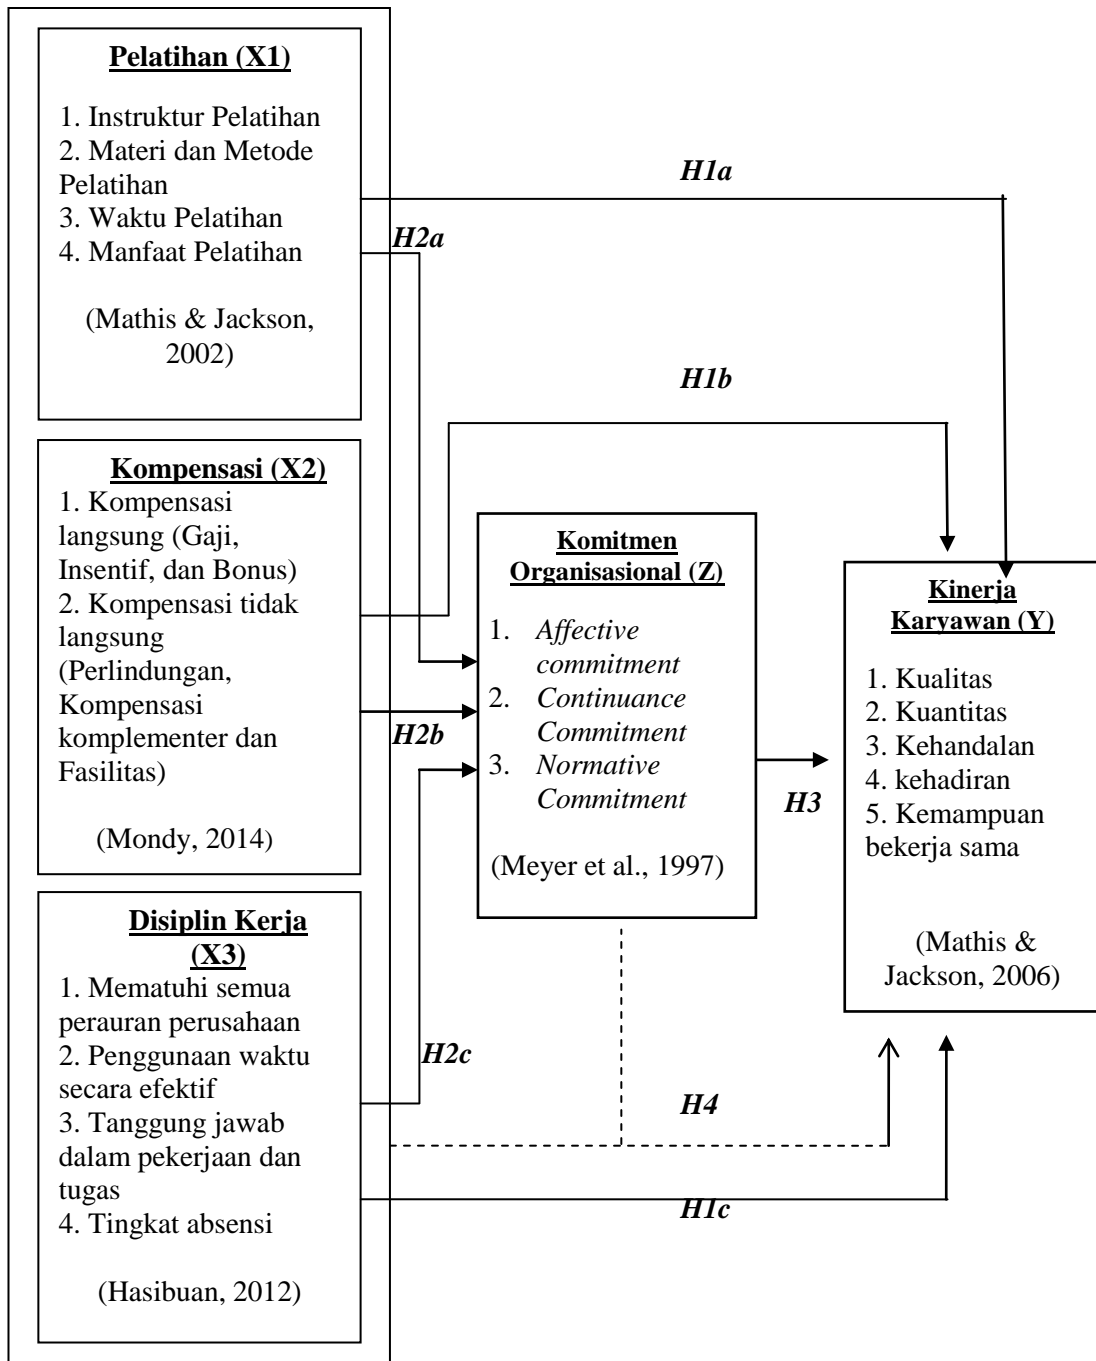 Pelatihan (X1)
1. Instruktur Pelatihan
2. Materi dan Metode
Pelatihan
3. Waktu Pelatihan
4. Manfaat Pelatihan
(Mathis & Jackson,
2002)
H1a
H2a
H1b
Kompensasi (X2)
1. Kompensasi
langsung (Gaji,
Insentif, dan Bonus)
2. Kompensasi tidak
langsung
(Perlindungan,
Kompensasi
komplementer dan
Fasilitas)
(Mondy, 2014)
H2b
Komitmen
Organisasional (Z)
1. Affective
commitment
2. Continuance
Commitment
3. Normative
Commitment
(Meyer et al., 1997)
H3
Kinerja
Karyawan (Y)
1. Kualitas
2. Kuantitas
3. Kehandalan
4. kehadiran
5. Kemampuan
bekerja sama
(Mathis &
Jackson, 2006)
Disiplin Kerja
(X3)
1. Mematuhi semua
perauran perusahaan
2. Penggunaan waktu
secara efektif
3. Tanggung jawab
dalam pekerjaan dan
tugas
4. Tingkat absensi
(Hasibuan, 2012)
H2c
H4
H1c